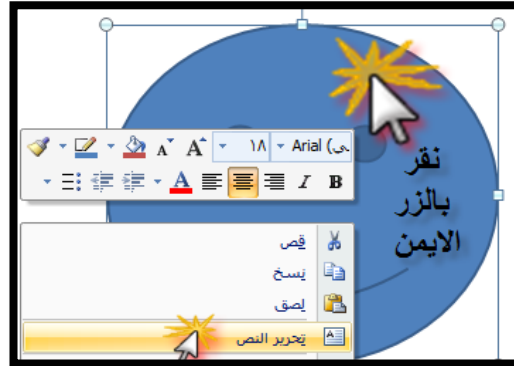 Arial (ي ١٨ A A
B I A
نقر
بالزر
الايمن
قص
نسخ
لصق
تحرير النص